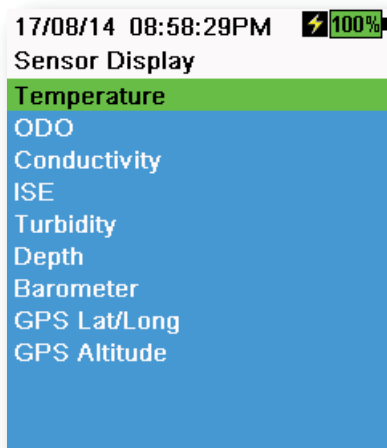 17/08/14 08:58:29PM 100%
Sensor Display
Temperature
ODO
Conductivity
ISE
Turbidity
Depth
Barometer
GPS Lat/Long
GPS Altitude